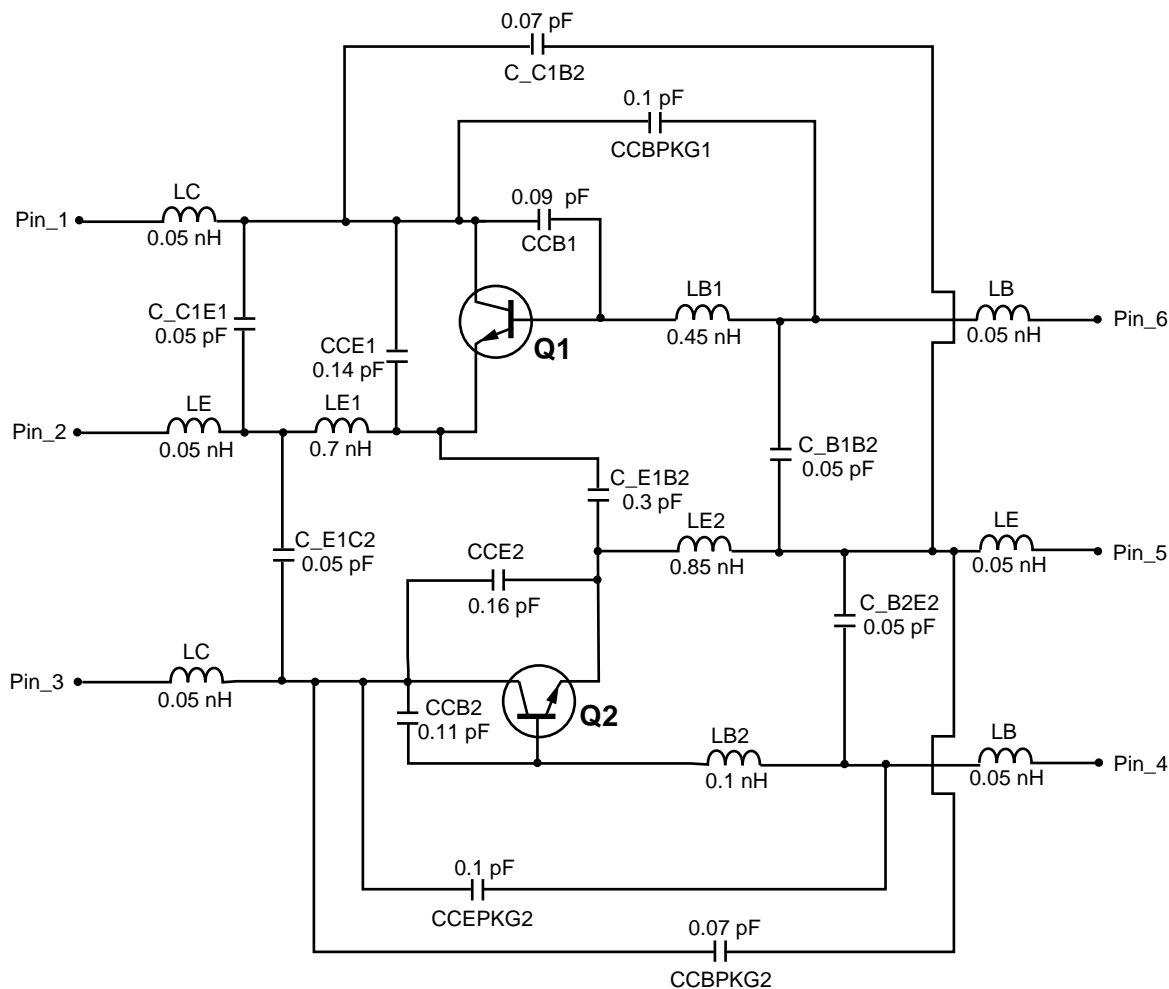 0.07 pF
C_C1B2
0.1 pF
CCBPKG1
LC
0.09 pF
Pin_1
0.05 nH
CCB1
C_C1E1
0.05 pF
LB1
LB
CCE1
0.14 pF
Q1
0.45 nH
0.05 nH
Pin_6
LE
LE1
Pin_2
0.05 nH
0.7 nH
C_B1B2
0.05 pF
C_E1B2
0.3 pF
C_E1C2
0.05 pF
CCE2
LE2
LE
0.85 nH
0.05 nH
Pin_5
0.16 pF
C_B2E2
0.05 pF
LC
Pin_3
0.05 nH
CCB2
0.11 pF
Q2
LB2
LB
0.1 nH
0.05 nH
Pin_4
0.1 pF
CCEPKG2
0.07 pF
CCBPKG2